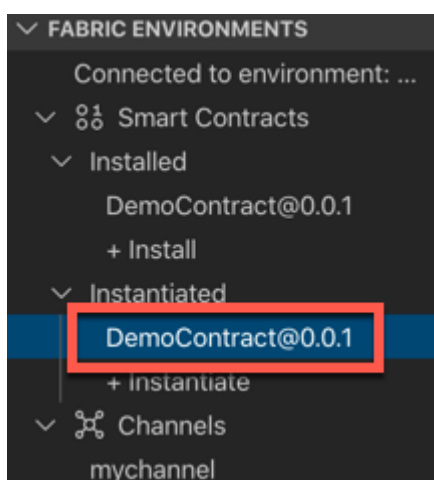 FABRIC ENVIRONMENTS
Connected to environment: ...
Smart Contracts
Installed
DemoContract@0.0.1
+ Install
Instantiated
DemoContract@0.0.1
+ Instantiate
Channels
mychannel